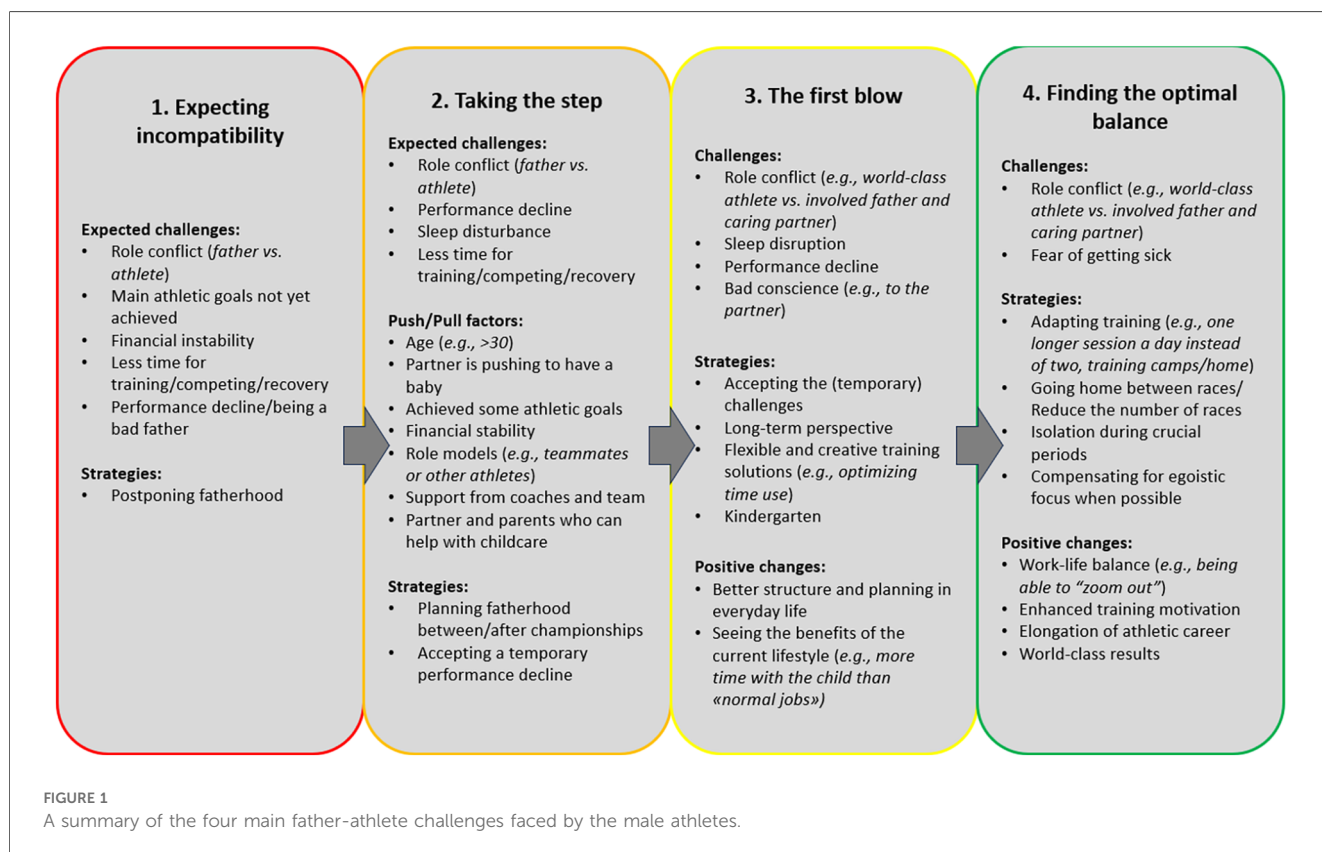 1. Expecting
incompatibility
Expected challenges:
• Role conflict (father vs.
athlete)
• Main athletic goals not yet
achieved
• Financial instability
• Less time for
training/competing/recovery
• Performance decline/being a
bad father
Strategies:
• Postponing fatherhood
2. Taking the step
Expected challenges:
• Role conflict (father vs.
athlete)
• Performance decline
• Sleep disturbance
• Less time for
training/competing/recovery
Push/Pull factors:
• Age (e.g., >30)
• Partner is pushing to have a
baby
• Achieved some athletic goals
• Financial stability
• Role models (e.g., teammates
or other athletes)
• Support from coaches and team
• Partner and parents who can
help with childcare
Strategies:
• Planning fatherhood
between/after championships
• Accepting a temporary
performance decline
3. The first blow
Challenges:
• Role conflict (e.g., world-class
athlete vs. involved father and
caring partner)
• Sleep disruption
• Performance decline
• Bad conscience (e.g., to the
partner)
Strategies:
• Accepting the (temporary)
challenges
• Long-term perspective
• Flexible and creative training
solutions (e.g., optimizing
time use)
• Kindergarten
Positive changes:
• Better structure and planning in
everyday life
• Seeing the benefits of the
current lifestyle (e.g., more
time with the child than
«normal jobs»)
4. Finding the optimal
balance
Challenges:
• Role conflict (e.g., world-class
athlete vs. involved father and
caring partner)
• Fear of getting sick
Strategies:
• Adapting training (e.g., one
longer session a day instead
of two, training camps/home)
• Going home between races/
Reduce the number of races
• Isolation during crucial
periods
• Compensating for egoistic
focus when possible
Positive changes:
• Work-life balance (e.g., being
able to “zoom out”)
• Enhanced training motivation
• Elongation of athletic career
• World-class results
FIGURE 1
A summary of the four main father-athlete challenges faced by the male athletes.